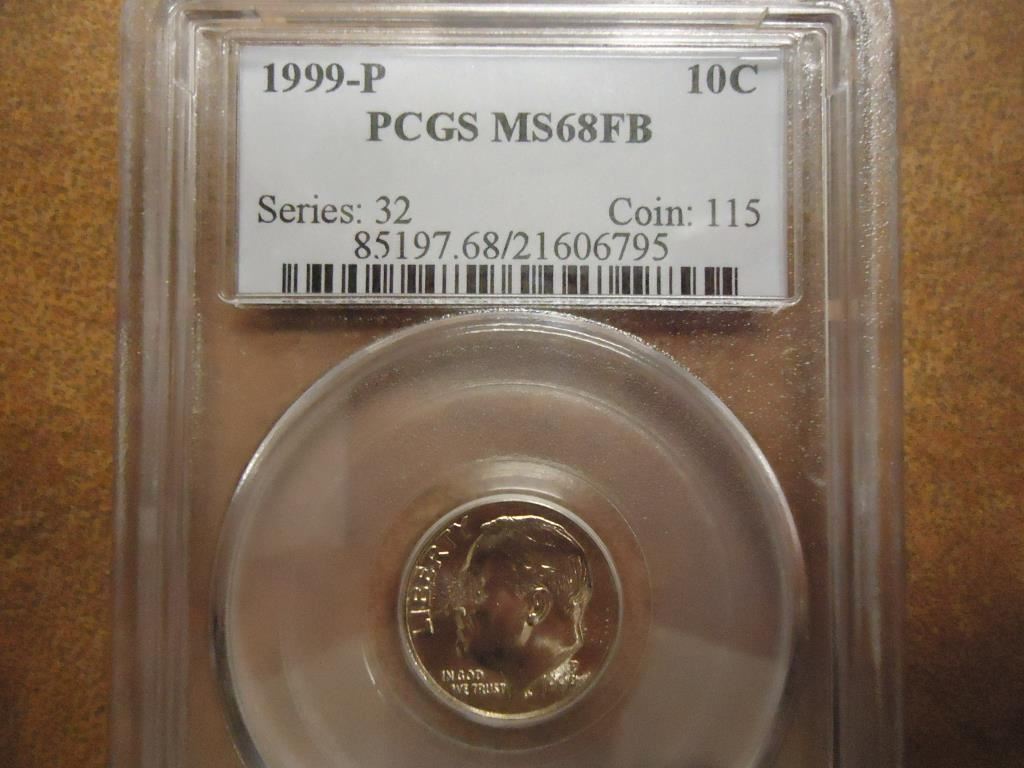 1999-P 10C
PCGS MS68FB
Series: 32 Coin: 115
85197.68/21606795
LIBERTY
IN GOD
WE TRUST